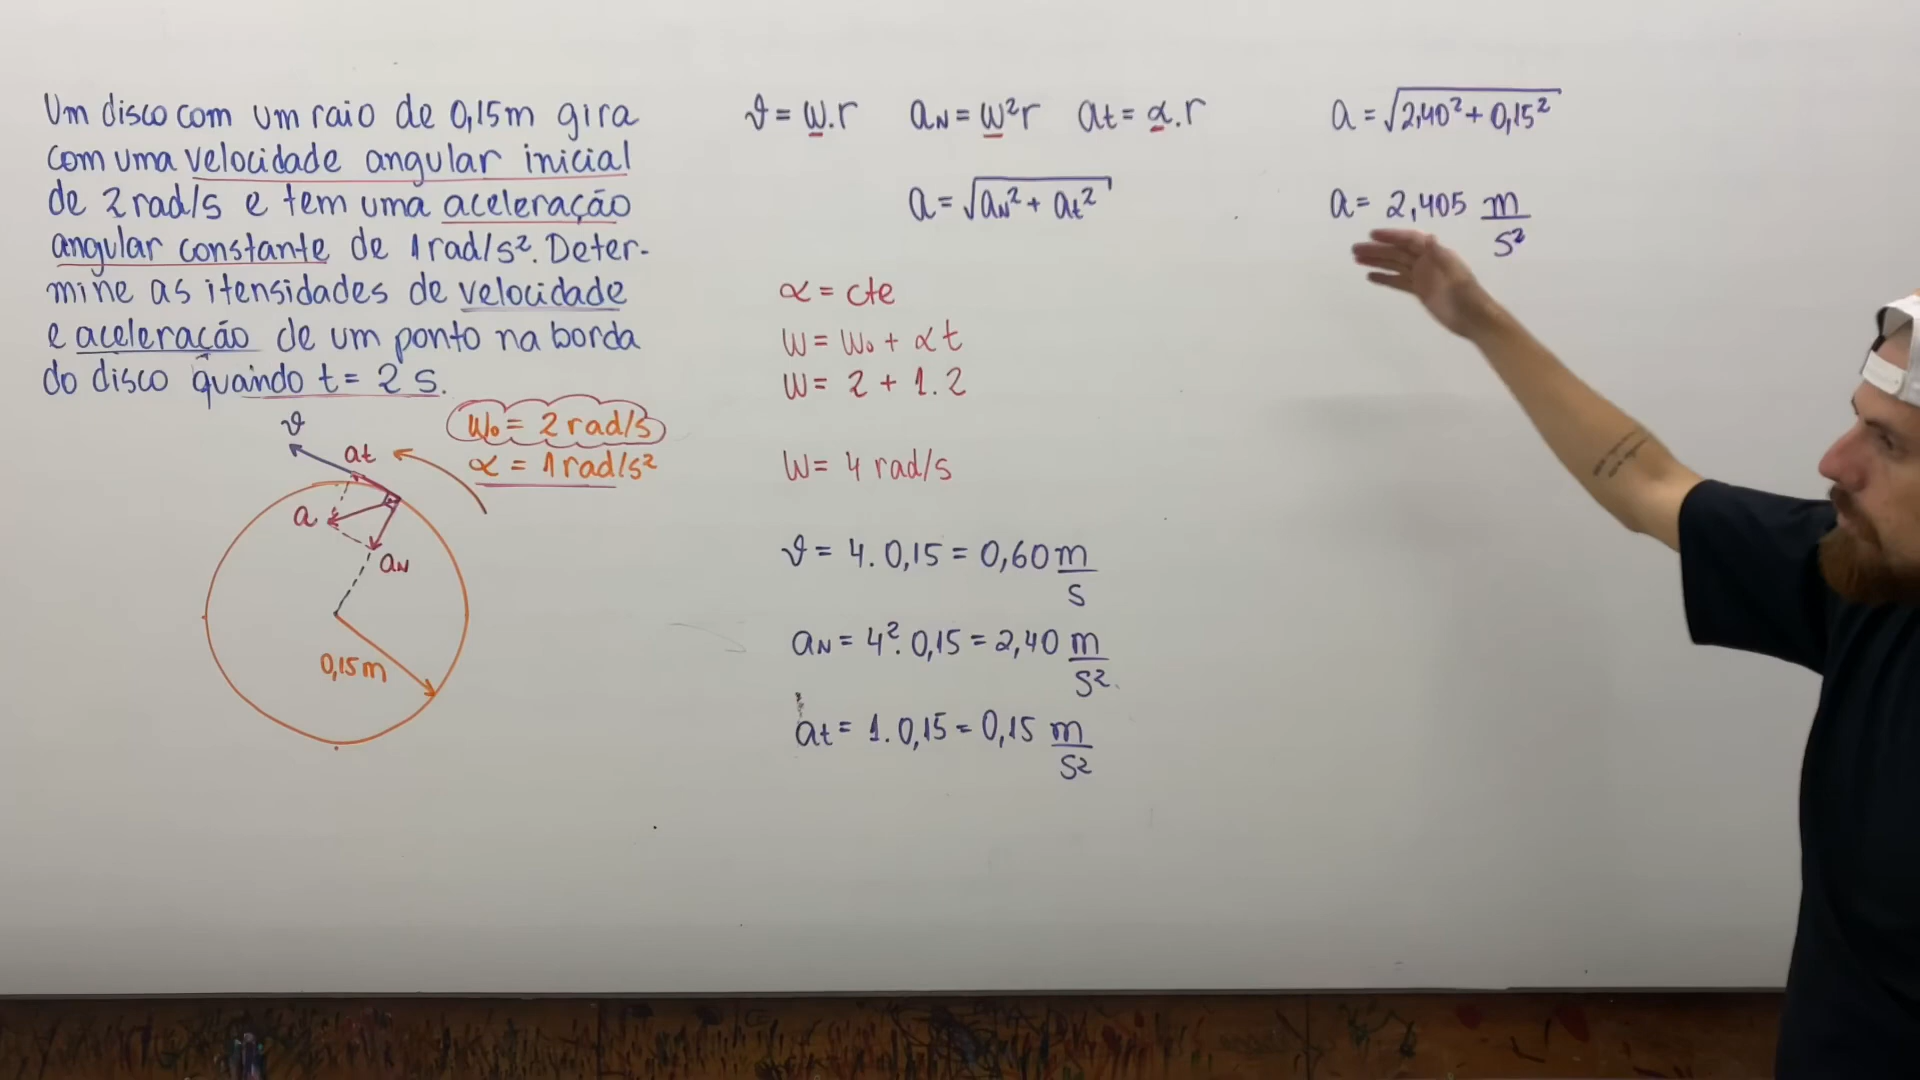 Um disco com um raio de 0,15m gira
com uma velocidade angular inicial
de 2 rad/s e tem uma aceleração
angular constante de 1 rad/s². Deter-
mine as itensidades de velocidade
e aceleração de um ponto na borda
do disco quando t = 2 s.
ϑ
at
a
aN
0,15m
W₀ = 2 rad/s
α = 1 rad/s²
ϑ = ω.r
aN = ω²r
at = α.r
a = √(aN² + at²)
α = cte
W = W₀ + αt
W = 2 + 1.2
W = 4 rad/s
ϑ = 4. 0,15 = 0,60 m/s
aN = 4². 0,15 = 2,40 m/s²
at = 1. 0,15 = 0,15 m/s²
a = √(2,40² + 0,15²)
a = 2,405 m/s²